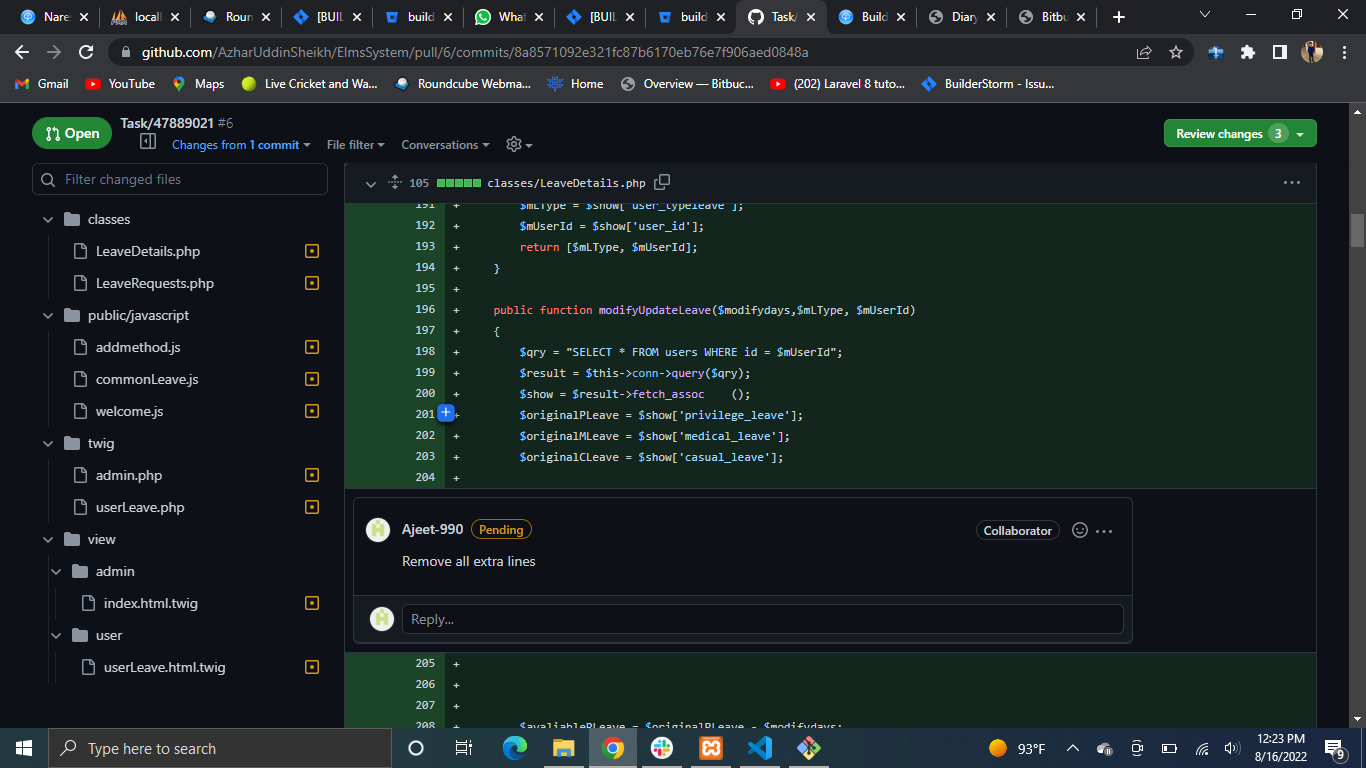 Nare
locall
Roun
[BUIL
build
What
[BUIL
build
Task/
Build
Diary
Bitbu
github.com/AzharUddinSheikh/ElmsSystem/pull/6/commits/8a8571092e321fc87b6170eb76e7f906aed0848a
Gmail
YouTube
Maps
Live Cricket and Wa...
Roundcube Webma...
Home
Overview — Bitbuc...
(202) Laravel 8 tuto...
BuilderStorm - Issu...
Open
Task/47889021 #6
Changes from 1 commit
File filter
Conversations
Review changes 3
Filter changed files
classes
LeaveDetails.php
LeaveRequests.php
public/javascript
addmethod.js
commonLeave.js
welcome.js
twig
admin.php
userLeave.php
view
admin
index.html.twig
user
userLeave.html.twig
105 classes/LeaveDetails.php
191 + $mLType = $show['user_typeleave'];
192 + $mUserId = $show['user_id'];
193 + return [$mLType, $mUserId];
194 + }
195 +
196 + public function modifyUpdateLeave($modifydays,$mLType, $mUserId)
197 + {
198 + $qry = "SELECT * FROM users WHERE id = $mUserId";
199 + $result = $this->conn->query($qry);
200 + $show = $result->fetch_assoc    ();
201 + $originalPLeave = $show['privilege_leave'];
202 + $originalMLeave = $show['medical_leave'];
203 + $originalCLeave = $show['casual_leave'];
204 +
Ajeet-990 Pending Collaborator
Remove all extra lines
Reply...
205 +
206 +
207 +
208 + $avaliablePLeave = $originalPLeave - $modifydays;
Type here to search
93°F
12:23 PM
8/16/2022
9